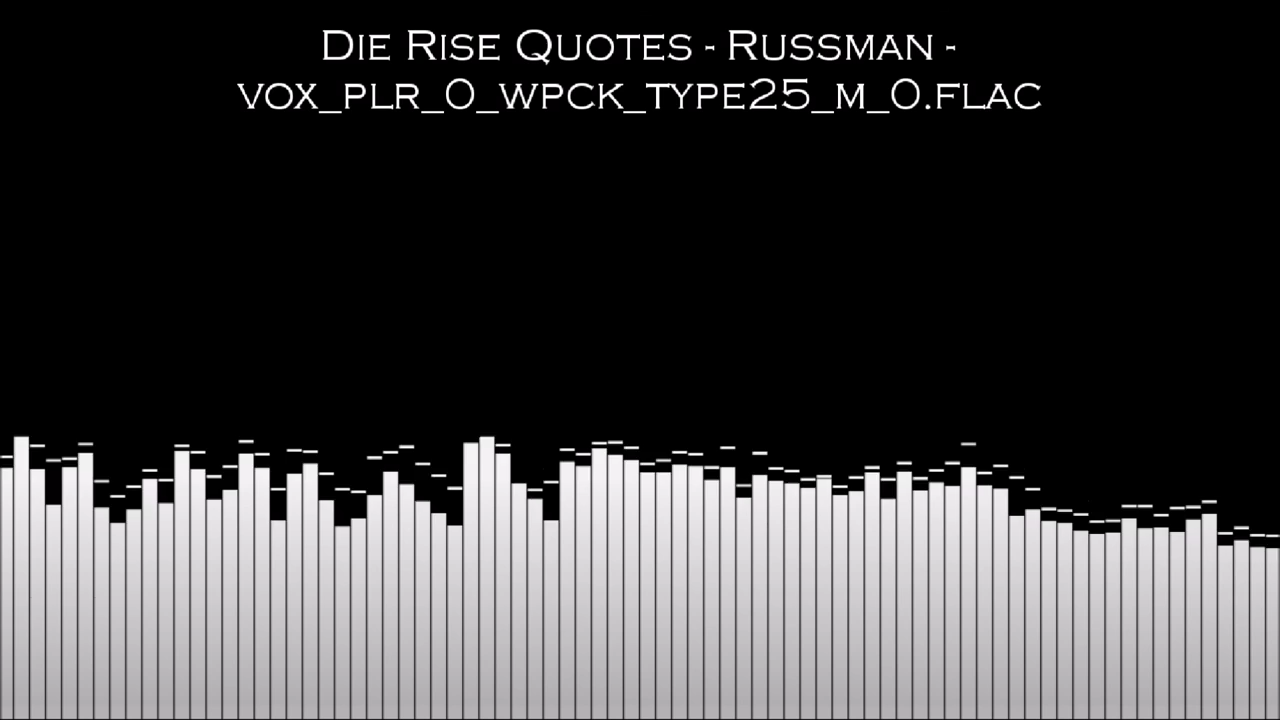 Die Rise Quotes - Russman -
vox_plr_0_wpck_type25_m_0.flac